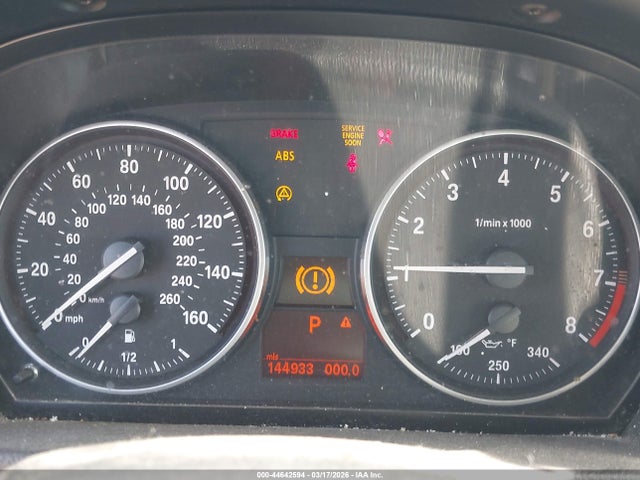 BRAKE
SERVICE
ENGINE
SOON
ABS
0 20 40 60 80 100 120 140 160
20 40 60 80 100 120 140 160 180 200 220 240 260
km/h
mph
0 1/2 1
0 1 2 3 4 5 6 7 8
1/min x 1000
160 250 340
°F
P
mls
144933 000.0
000-44642594 - 03/17/2026 - IAA Inc.